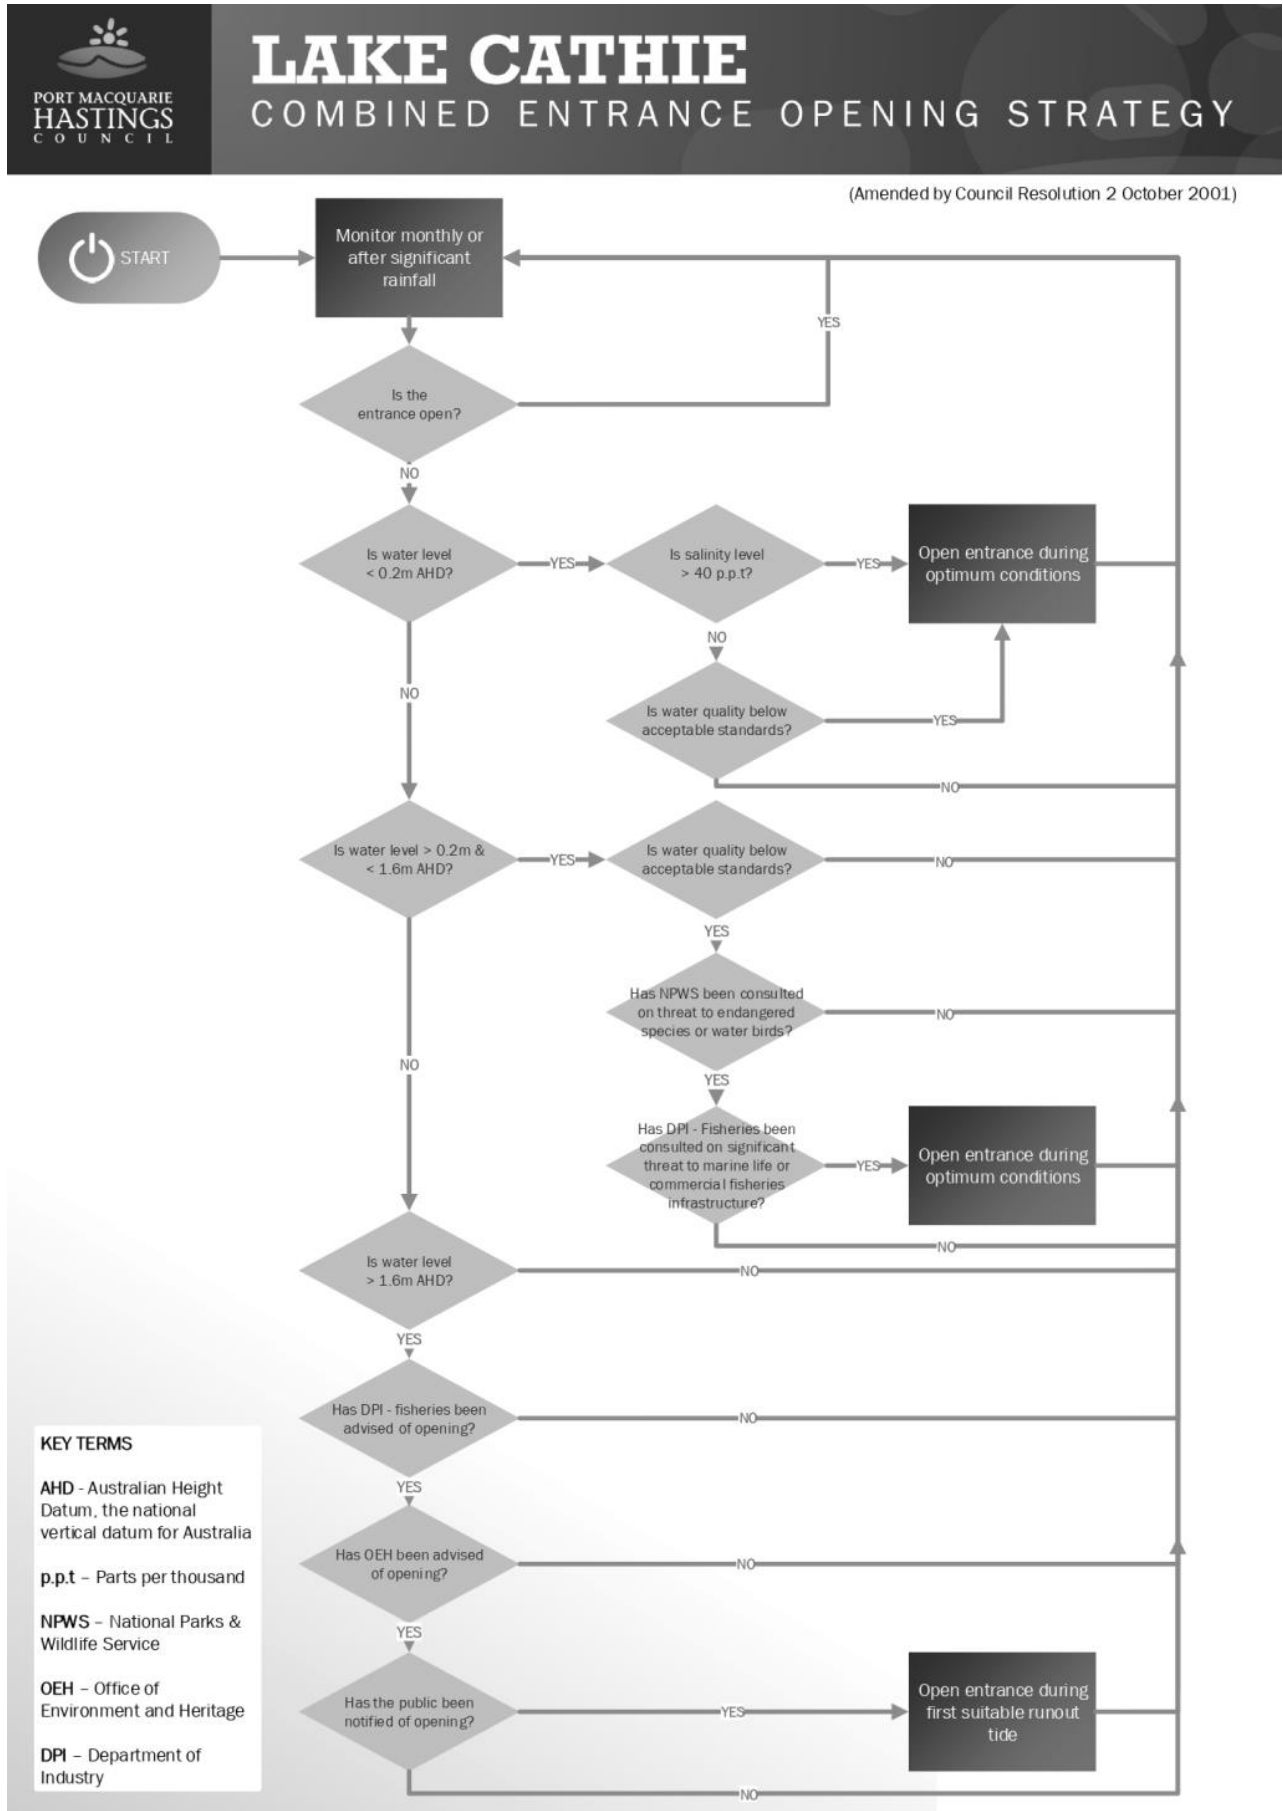 PORT MACQUARIE
HASTINGS
COUNCIL
LAKE CATHIE
COMBINED ENTRANCE OPENING STRATEGY
(Amended by Council Resolution 2 October 2001)
START
Monitor monthly or
after significant
rainfall
YES
Is the
entrance open?
NO
Is water level
< 0.2m AHD?
YES
Is salinity level
> 40 p.p.t?
YES
Open entrance during
optimum conditions
NO
NO
Is water quality below
acceptable standards?
YES
NO
Is water level > 0.2m &
< 1.6m AHD?
YES
Is water quality below
acceptable standards?
NO
YES
Has NPWS been consulted
on threat to endangered
species or water birds?
NO
NO
YES
Has DPI - Fisheries been
consulted on significant
threat to marine life or
commercial fisheries
infrastructure?
YES
Open entrance during
optimum conditions
NO
Is water level
> 1.6m AHD?
NO
YES
Has DPI - fisheries been
advised of opening?
NO
YES
Has OEH been advised
of opening?
NO
YES
Has the public been
notified of opening?
YES
Open entrance during
first suitable runout
tide
NO
KEY TERMS
AHD - Australian Height
Datum, the national
vertical datum for Australia
p.p.t – Parts per thousand
NPWS – National Parks &
Wildlife Service
OEH – Office of
Environment and Heritage
DPI – Department of
Industry